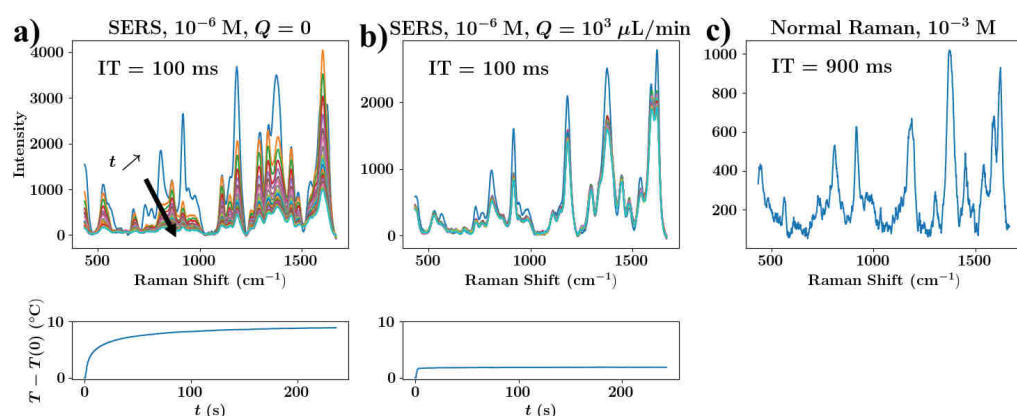 a)
SERS, 10⁻⁶ M, Q = 0
IT = 100 ms
t ↗
4000
3000
2000
1000
0
Intensity
500
1000
1500
Raman Shift (cm⁻¹)
b)
SERS, 10⁻⁶ M, Q = 10³ μL/min
IT = 100 ms
2000
1000
0
500
1000
1500
Raman Shift (cm⁻¹)
c)
Normal Raman, 10⁻³ M
IT = 900 ms
1000
800
600
400
200
500
1000
1500
Raman Shift (cm⁻¹)
T − T(0) (°C)
10
0
0
100
200
t (s)
10
0
0
100
200
t (s)